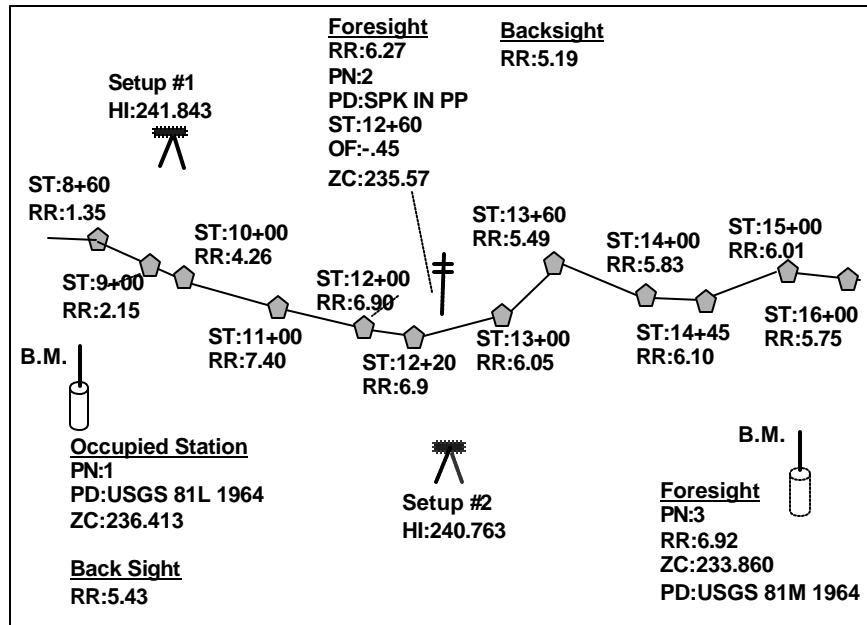 Foresight
RR:6.27
PN:2
PD:SPK IN PP
ST:12+60
OF:-.45
ZC:235.57
Backsight
RR:5.19
Setup #1
HI:241.843
ST:8+60
RR:1.35
ST:9+00
RR:2.15
ST:10+00
RR:4.26
ST:11+00
RR:7.40
ST:12+00
RR:6.90
ST:12+20
RR:6.9
ST:13+00
RR:6.05
ST:13+60
RR:5.49
ST:14+00
RR:5.83
ST:14+45
RR:6.10
ST:15+00
RR:6.01
ST:16+00
RR:5.75
B.M.
Occupied Station
PN:1
PD:USGS 81L 1964
ZC:236.413
Back Sight
RR:5.43
Setup #2
HI:240.763
B.M.
Foresight
PN:3
RR:6.92
ZC:233.860
PD:USGS 81M 1964